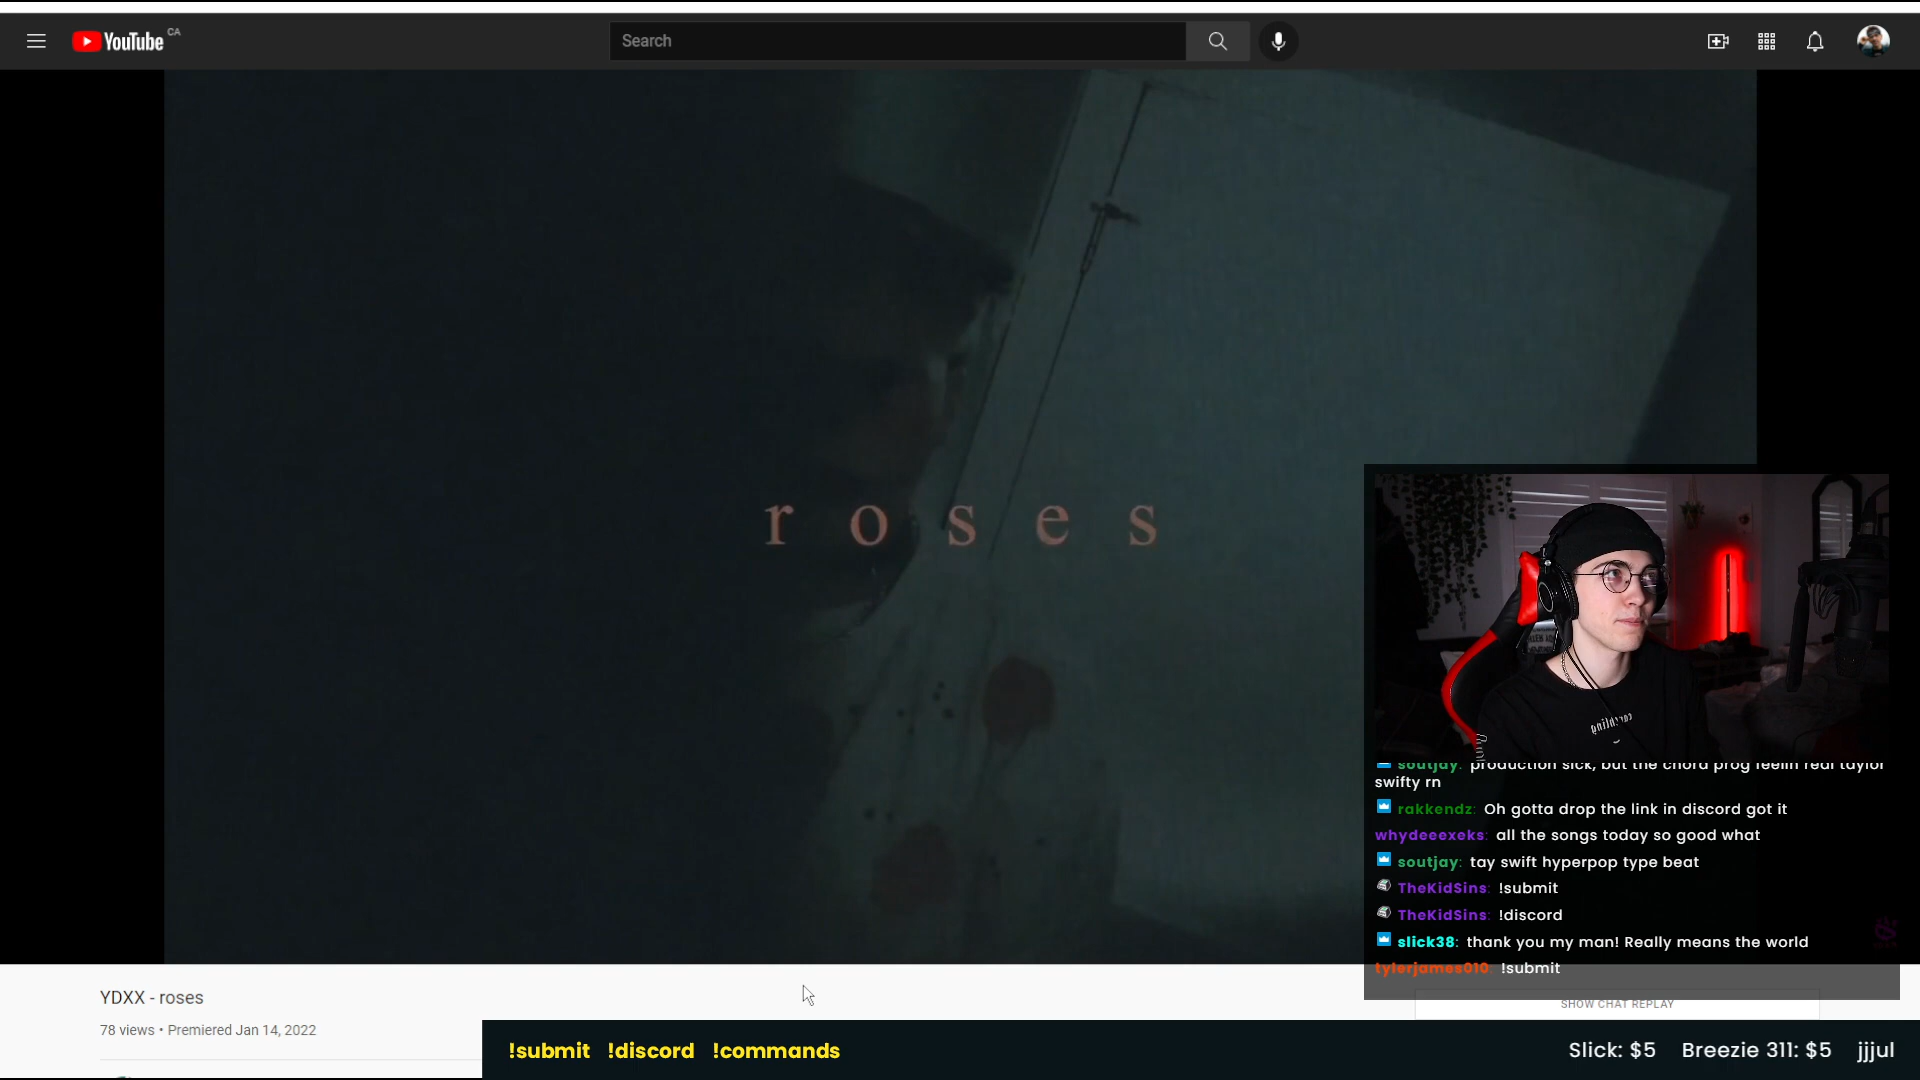 YouTube CA
Search
r o s e s
soutjay: production sick, but the chord prog feelin real taylor
swifty rn
rakkendz: Oh gotta drop the link in discord got it
whydeeexeks: all the songs today so good what
soutjay: tay swift hyperpop type beat
TheKidSins: !submit
TheKidSins: !discord
slick38: thank you my man! Really means the world
tylerjames010: !submit
SHOW CHAT REPLAY
YDXX - roses
78 views • Premiered Jan 14, 2022
!submit !discord !commands
Slick: $5 Breezie 311: $5 jjjul